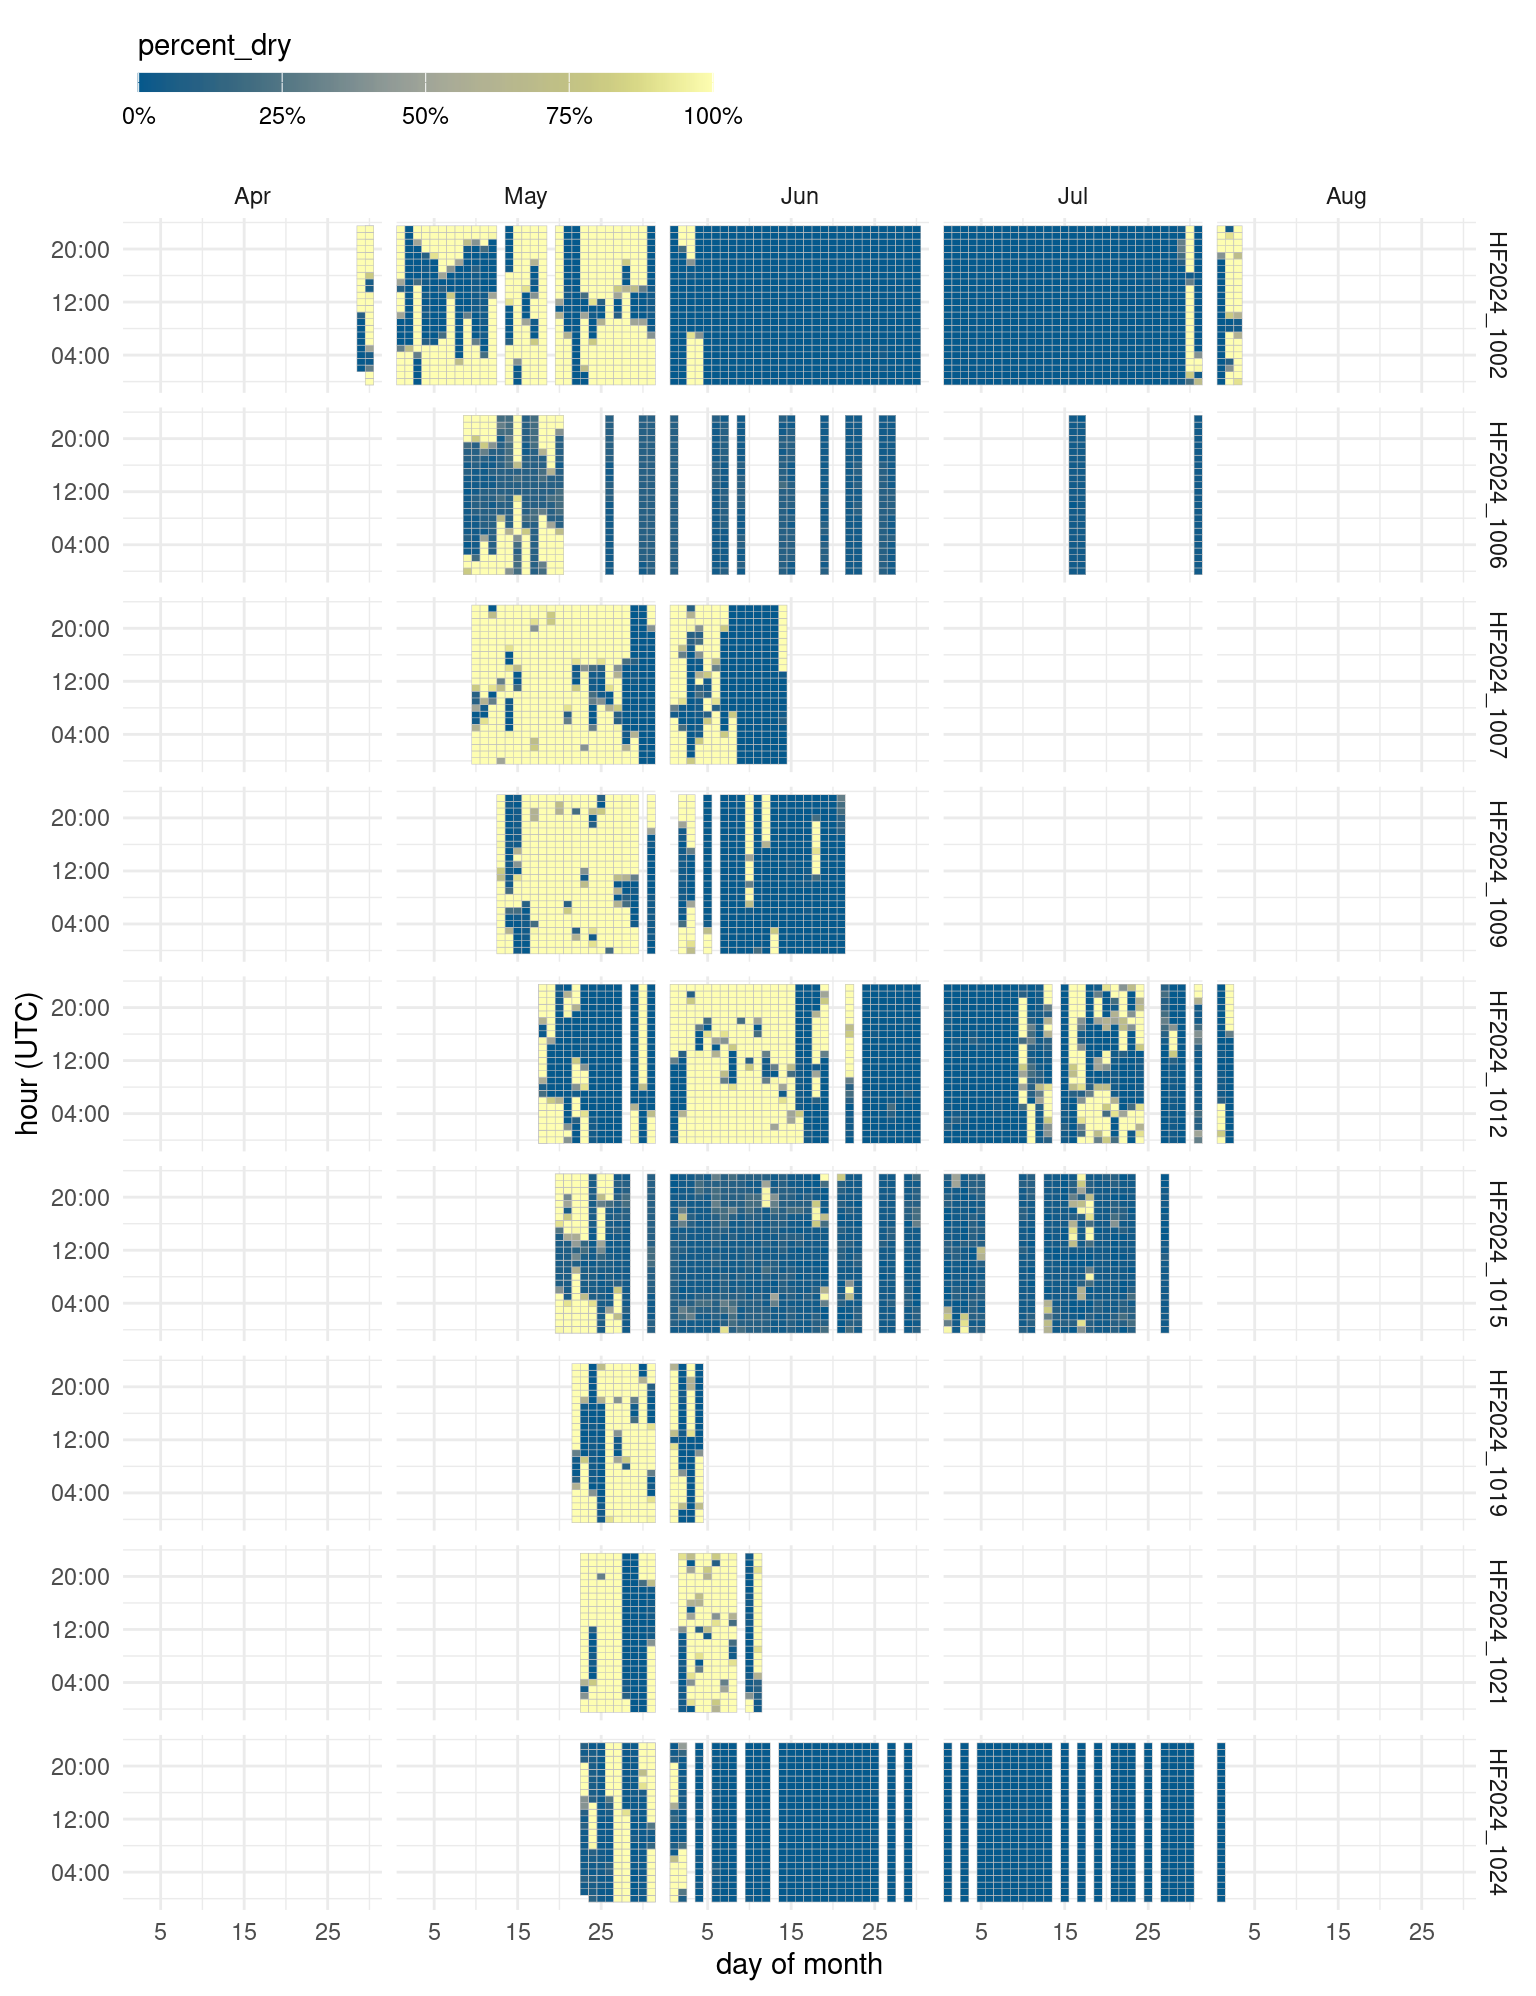 percent_dry
0% 25% 50% 75% 100%
Apr May Jun Jul Aug
20:00
12:00
04:00
HF2024_1002
20:00
12:00
04:00
HF2024_1006
20:00
12:00
04:00
HF2024_1007
20:00
12:00
04:00
HF2024_1009
20:00
12:00
04:00
HF2024_1012
hour (UTC)
20:00
12:00
04:00
HF2024_1015
20:00
12:00
04:00
HF2024_1019
20:00
12:00
04:00
HF2024_1021
20:00
12:00
04:00
HF2024_1024
5 15 25 5 15 25 5 15 25 5 15 25 5 15 25
day of month